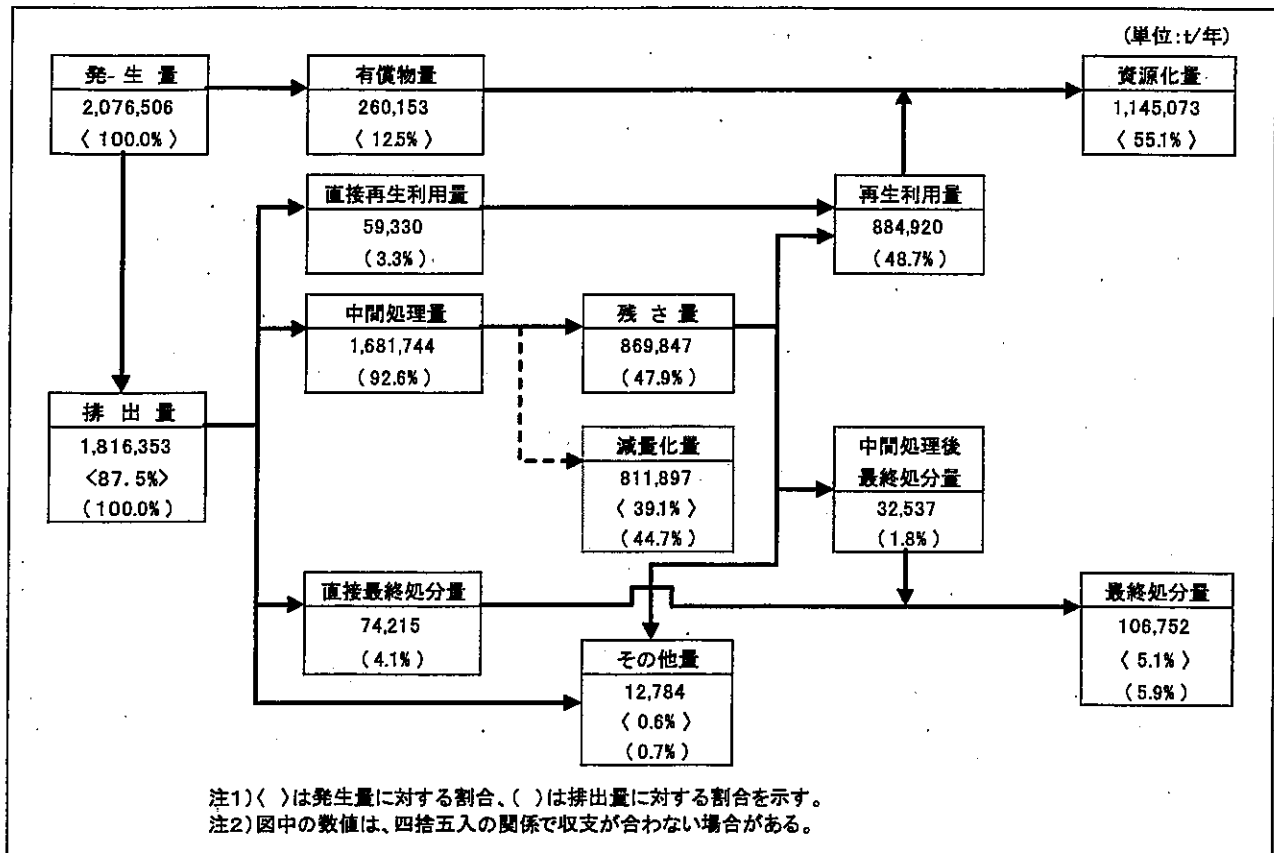 (単位:t/年)
発生量
2,076,506
〈 100.0% 〉
有償物量
260,153
〈 12.5% 〉
資源化量
1,145,073
〈 55.1% 〉
直接再生利用量
59,330
( 3.3% )
再生利用量
884,920
( 48.7% )
中間処理量
1,681,744
( 92.6% )
残さ量
869,847
( 47.9% )
排出量
1,816,353
〈87.5%〉
( 100.0% )
減量化量
811,897
〈 39.1% 〉
( 44.7% )
中間処理後
最終処分量
32,537
( 1.8% )
直接最終処分量
74,215
( 4.1% )
最終処分量
106,752
〈 5.1% 〉
( 5.9% )
その他量
12,784
〈 0.6% 〉
( 0.7% )
注1)〈 〉は発生量に対する割合、( )は排出量に対する割合を示す。
注2)図中の数値は、四捨五入の関係で収支が合わない場合がある。